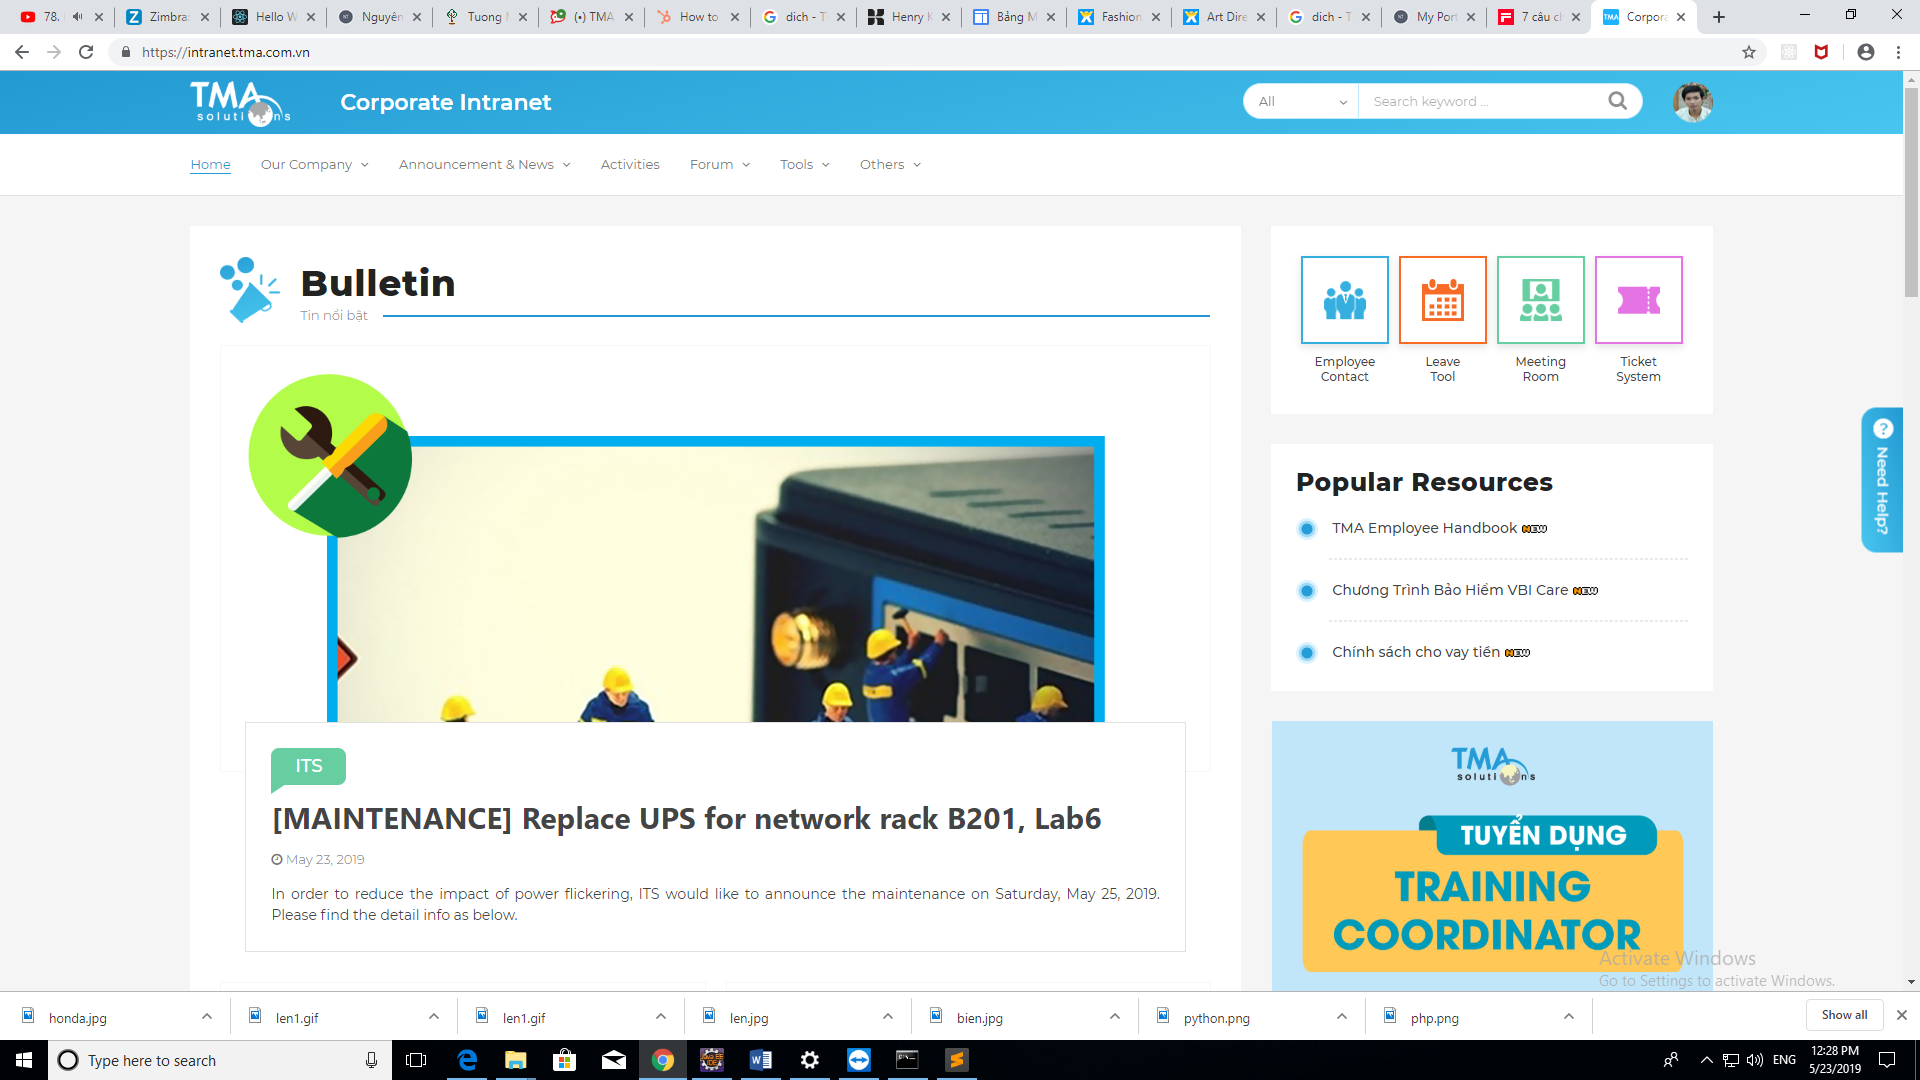 78.
Zimbra:
Hello W
Nguyên
Tuong
(•) TMA
How to
dich - T
Henry K
Bảng M
Fashion
Art Dire
dich - T
My Port
7 câu ch
Corpora
https://intranet.tma.com.vn
TMA
solutions
Corporate Intranet
All
Search keyword ...
Home
Our Company
Announcement & News
Activities
Forum
Tools
Others
Bulletin
Tin nổi bật
Employee
Contact
Leave
Tool
Meeting
Room
Ticket
System
? Need Help?
Popular Resources
TMA Employee Handbook NEW
Chương Trình Bảo Hiểm VBI Care NEW
Chính sách cho vay tiền NEW
ITS
[MAINTENANCE] Replace UPS for network rack B201, Lab6
May 23, 2019
In order to reduce the impact of power flickering, ITS would like to announce the maintenance on Saturday, May 25, 2019.
Please find the detail info as below.
TMA
solutions
TUYỂN DỤNG
TRAINING
COORDINATOR
Activate Windows
Go to Settings to activate Windows.
honda.jpg
len1.gif
len1.gif
len.jpg
bien.jpg
python.png
php.png
Show all
Type here to search
ENG
12:28 PM
5/23/2019